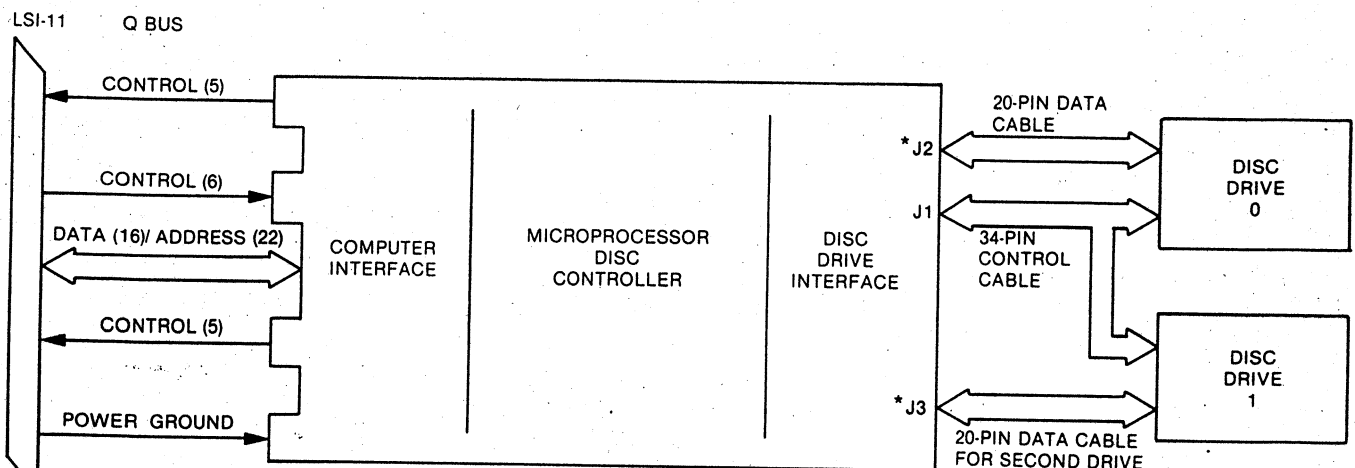 LSI-11
Q BUS
CONTROL (5)
CONTROL (6)
DATA (16)/ ADDRESS (22)
CONTROL (5)
POWER GROUND
COMPUTER
INTERFACE
MICROPROCESSOR
DISC
CONTROLLER
DISC
DRIVE
INTERFACE
*J2
J1
*J3
20-PIN DATA
CABLE
34-PIN
CONTROL
CABLE
20-PIN DATA CABLE
FOR SECOND DRIVE
DISC
DRIVE
0
DISC
DRIVE
1